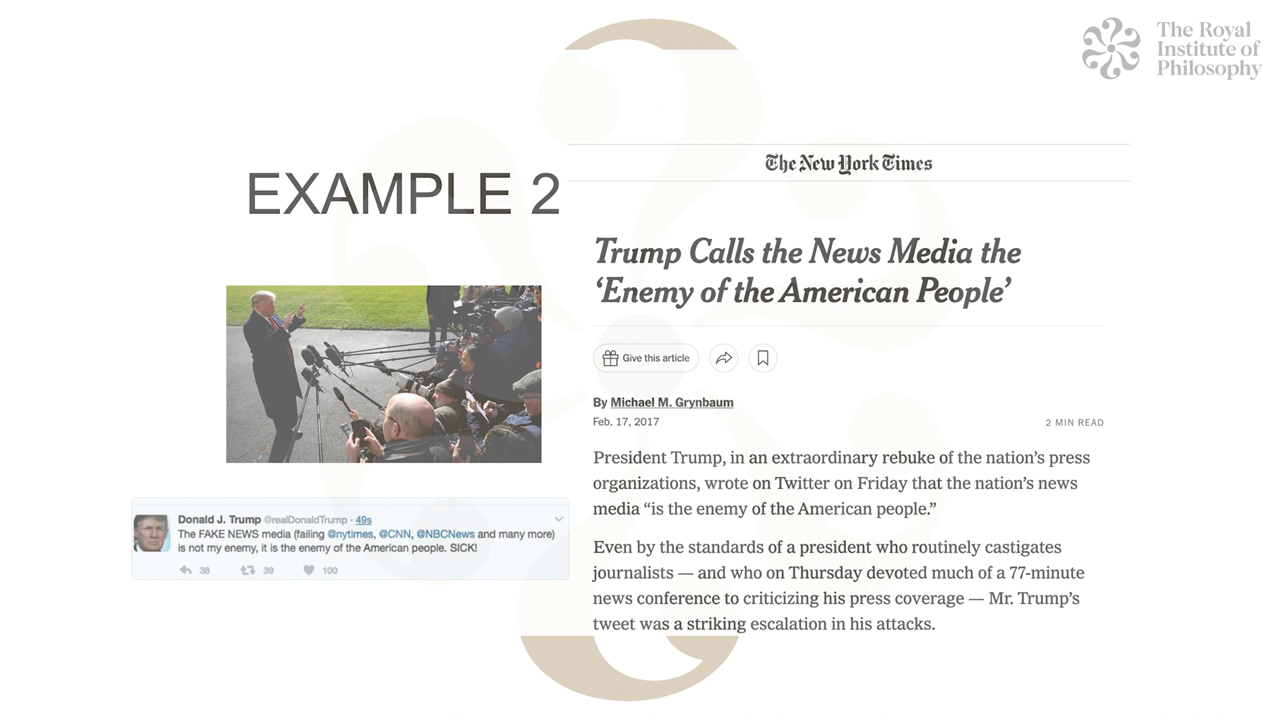 The Royal
Institute of
Philosophy
EXAMPLE 2
The New York Times
Trump Calls the News Media the
‘Enemy of the American People’
Give this article
By Michael M. Grynbaum
Feb. 17, 2017
2 MIN READ
President Trump, in an extraordinary rebuke of the nation’s press
organizations, wrote on Twitter on Friday that the nation’s news
media “is the enemy of the American people.”
Even by the standards of a president who routinely castigates
journalists — and who on Thursday devoted much of a 77-minute
news conference to criticizing his press coverage — Mr. Trump’s
tweet was a striking escalation in his attacks.
Donald J. Trump @realDonaldTrump · 49s
The FAKE NEWS media (failing @nytimes, @CNN, @NBCNews and many more)
is not my enemy, it is the enemy of the American people. SICK!
38 39 100